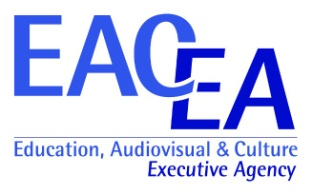 EACEA
Education, Audiovisual & Culture
Executive Agency